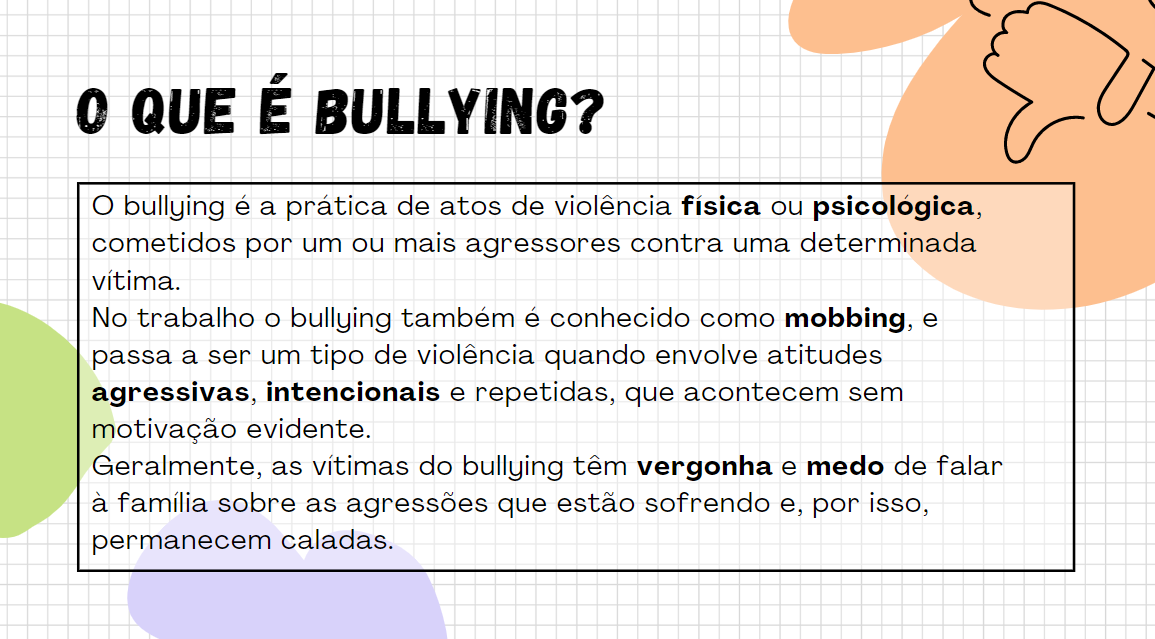 O QUE É BULLYING?
O bullying é a prática de atos de violência física ou psicológica,
cometidos por um ou mais agressores contra uma determinada
vítima.
No trabalho o bullying também é conhecido como mobbing, e
passa a ser um tipo de violência quando envolve atitudes
agressivas, intencionais e repetidas, que acontecem sem
motivação evidente.
Geralmente, as vítimas do bullying têm vergonha e medo de falar
à família sobre as agressões que estão sofrendo e, por isso,
permanecem caladas.